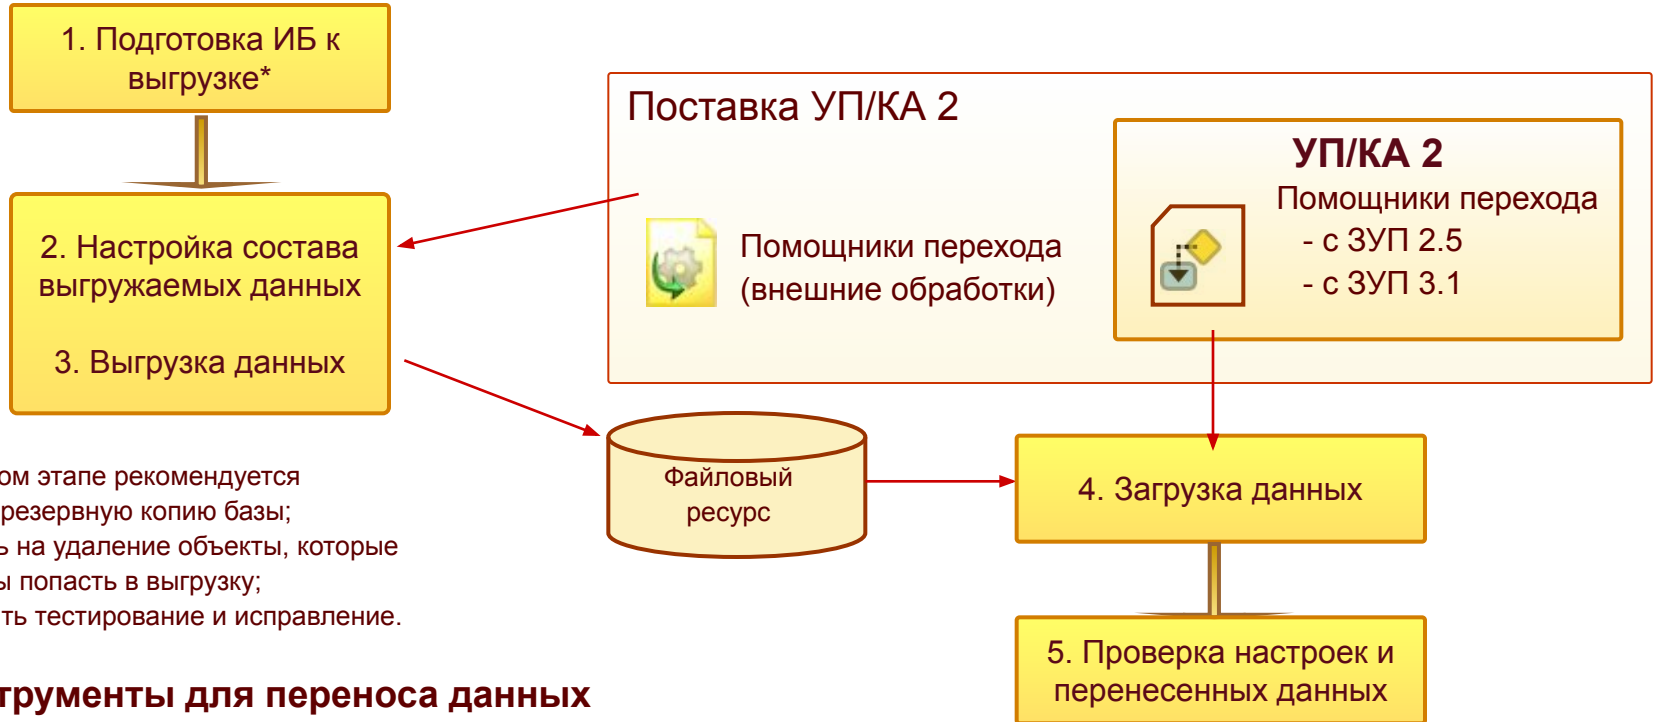 1. Подготовка ИБ к
выгрузке*
Поставка УП/КА 2
УП/КА 2
Помощники перехода
- с ЗУП 2.5
- с ЗУП 3.1
2. Настройка состава
выгружаемых данных
3. Выгрузка данных
Помощники перехода
(внешние обработки)
Файловый
ресурс
4. Загрузка данных
этапе рекомендуется
резервную копию базы;
на удаление объекты, которые
попасть в выгрузку;
тестирование и исправление.
5. Проверка настроек и
перенесенных данных
для переноса данных